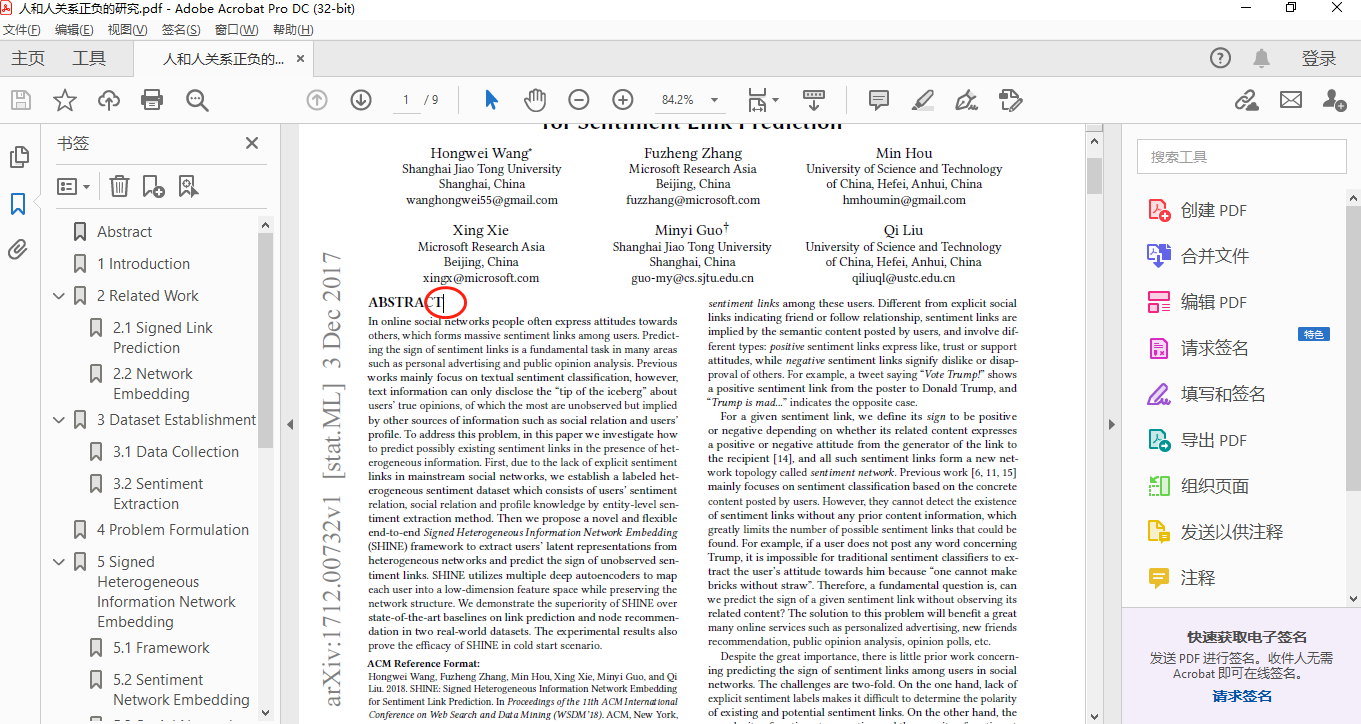 人和人关系正负的研究.pdf - Adobe Acrobat Pro DC (32-bit)
文件(F) 编辑(E) 视图(V) 签名(S) 窗口(W) 帮助(H)
主页 工具 人和人关系正负的... × 登录
1 / 9 84.2%
书签
Abstract
1 Introduction
2 Related Work
2.1 Signed Link
Prediction
2.2 Network
Embedding
3 Dataset Establishment
3.1 Data Collection
3.2 Sentiment
Extraction
4 Problem Formulation
5 Signed
Heterogeneous
Information Network
Embedding
5.1 Framework
5.2 Sentiment
Network Embedding
for Sentiment Link Prediction
Hongwei Wang*
Shanghai Jiao Tong University
Shanghai, China
wanghongwei55@gmail.com
Fuzheng Zhang
Microsoft Research Asia
Beijing, China
fuzzhang@microsoft.com
Min Hou
University of Science and Technology
of China, Hefei, Anhui, China
hmhoumin@gmail.com
Xing Xie
Microsoft Research Asia
Beijing, China
xingx@microsoft.com
Minyi Guo†
Shanghai Jiao Tong University
Shanghai, China
guo-my@cs.sjtu.edu.cn
Qi Liu
University of Science and Technology
of China, Hefei, Anhui, China
qiliuql@ustc.edu.cn
arXiv:1712.00732v1 [stat.ML] 3 Dec 2017
ABSTRACT
In online social networks people often express attitudes towards
others, which forms massive sentiment links among users. Predict-
ing the sign of sentiment links is a fundamental task in many areas
such as personal advertising and public opinion analysis. Previous
works mainly focus on textual sentiment classification, however,
text information can only disclose the “tip of the iceberg” about
users’ true opinions, of which the most are unobserved but implied
by other sources of information such as social relation and users’
profile. To address this problem, in this paper we investigate how
to predict possibly existing sentiment links in the presence of het-
erogeneous information. First, due to the lack of explicit sentiment
links in mainstream social networks, we establish a labeled het-
erogeneous sentiment dataset which consists of users’ sentiment
relation, social relation and profile knowledge by entity-level sen-
timent extraction method. Then we propose a novel and flexible
end-to-end Signed Heterogeneous Information Network Embedding
(SHINE) framework to extract users’ latent representations from
heterogeneous networks and predict the sign of unobserved sen-
timent links. SHINE utilizes multiple deep autoencoders to map
each user into a low-dimension feature space while preserving the
network structure. We demonstrate the superiority of SHINE over
state-of-the-art baselines on link prediction and node recommen-
dation in two real-world datasets. The experimental results also
prove the efficacy of SHINE in cold start scenario.
ACM Reference Format:
Hongwei Wang, Fuzheng Zhang, Min Hou, Xing Xie, Minyi Guo, and Qi
Liu. 2018. SHINE: Signed Heterogeneous Information Network Embedding
for Sentiment Link Prediction. In Proceedings of the 11th ACM International
Conference on Web Search and Data Mining (WSDM’18). ACM, New York,
sentiment links among these users. Different from explicit social
links indicating friend or follow relationship, sentiment links are
implied by the semantic content posted by users, and involve dif-
ferent types: positive sentiment links express like, trust or support
attitudes, while negative sentiment links signify dislike or disap-
proval of others. For example, a tweet saying “Vote Trump!” shows
a positive sentiment link from the poster to Donald Trump, and
“Trump is mad...” indicates the opposite case.
For a given sentiment link, we define its sign to be positive
or negative depending on whether its related content expresses
a positive or negative attitude from the generator of the link to
the recipient [14], and all such sentiment links form a new net-
work topology called sentiment network. Previous work [6, 11, 15]
mainly focuses on sentiment classification based on the concrete
content posted by users. However, they cannot detect the existence
of sentiment links without any prior content information, which
greatly limits the number of possible sentiment links that could be
found. For example, if a user does not post any word concerning
Trump, it is impossible for traditional sentiment classifiers to ex-
tract the user’s attitude towards him because “one cannot make
bricks without straw”. Therefore, a fundamental question is, can
we predict the sign of a given sentiment link without observing its
related content? The solution to this problem will benefit a great
many online services such as personalized advertising, new friends
recommendation, public opinion analysis, opinion polls, etc.
Despite the great importance, there is little prior work concern-
ing predicting the sign of sentiment links among users in social
networks. The challenges are two-fold. On the one hand, lack of
explicit sentiment labels makes it difficult to determine the polarity
of existing and potential sentiment links. On the other hand, the
搜索工具
创建 PDF
合并文件
编辑 PDF
特色
请求签名
填写和签名
导出 PDF
组织页面
发送以供注释
注释
快速获取电子签名
发送 PDF 进行签名。收件人无需
Acrobat 即可在线签名。
请求签名